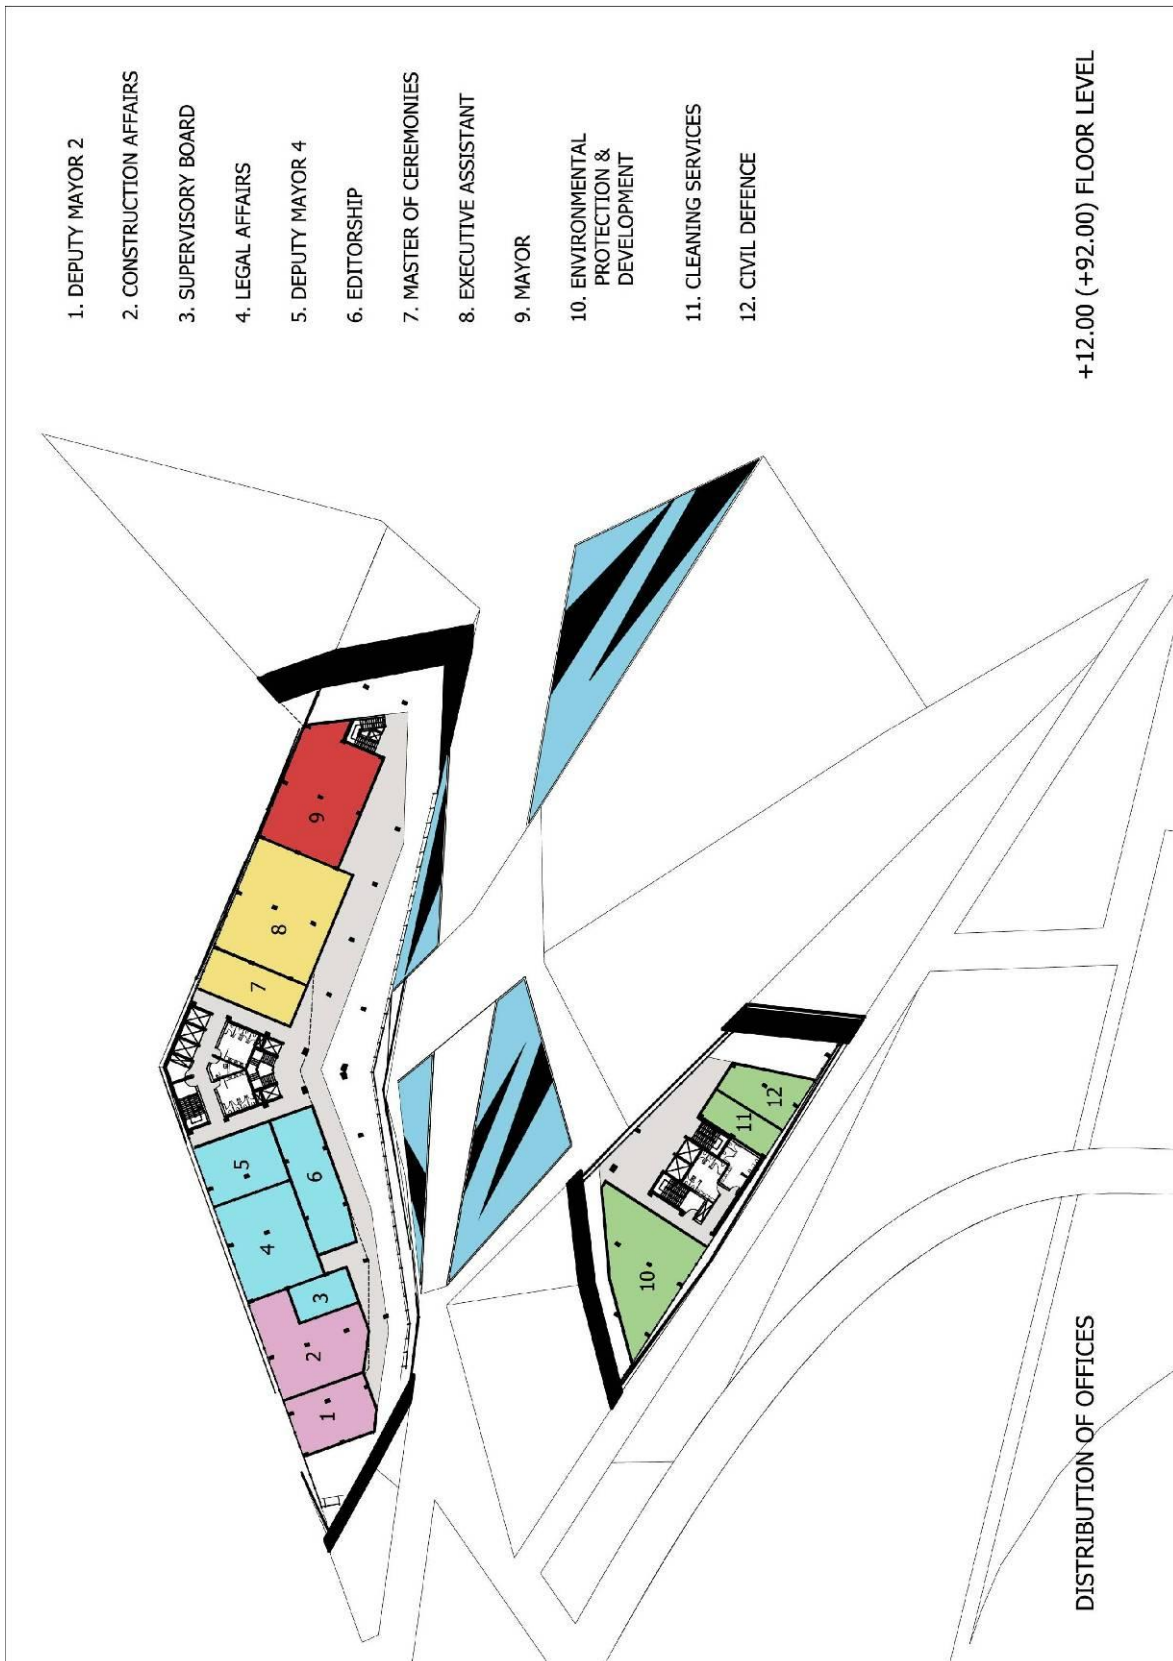 1. DEPUTY MAYOR 2
2. CONSTRUCTION AFFAIRS
3. SUPERVISORY BOARD
4. LEGAL AFFAIRS
5. DEPUTY MAYOR 4
6. EDITORSHIP
7. MASTER OF CEREMONIES
8. EXECUTIVE ASSISTANT
9. MAYOR
10. ENVIRONMENTAL
PROTECTION &
DEVELOPMENT
11. CLEANING SERVICES
12. CIVIL DEFENCE
1
2
3
4
5
6
7
8
9
10
11
12
DISTRIBUTION OF OFFICES
+12.00 (+92.00) FLOOR LEVEL